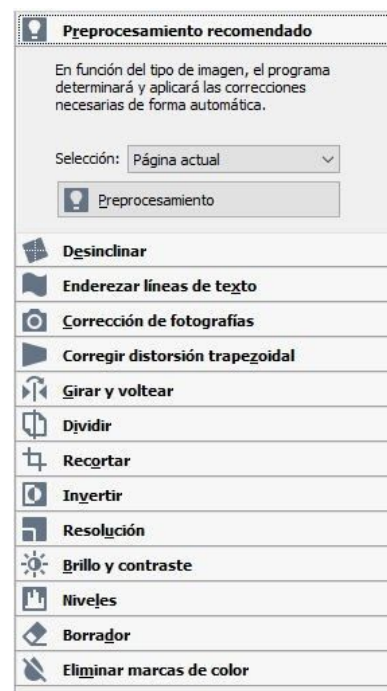 Preprocesamiento recomendado
En función del tipo de imagen, el programa
determinará y aplicará las correcciones
necesarias de forma automática.
Selección: Página actual
Preprocesamiento
Desinclinar
Enderezar líneas de texto
Corrección de fotografías
Corregir distorsión trapezoidal
Girar y voltear
Dividir
Recortar
Invertir
Resolución
Brillo y contraste
Niveles
Borrador
Eliminar marcas de color